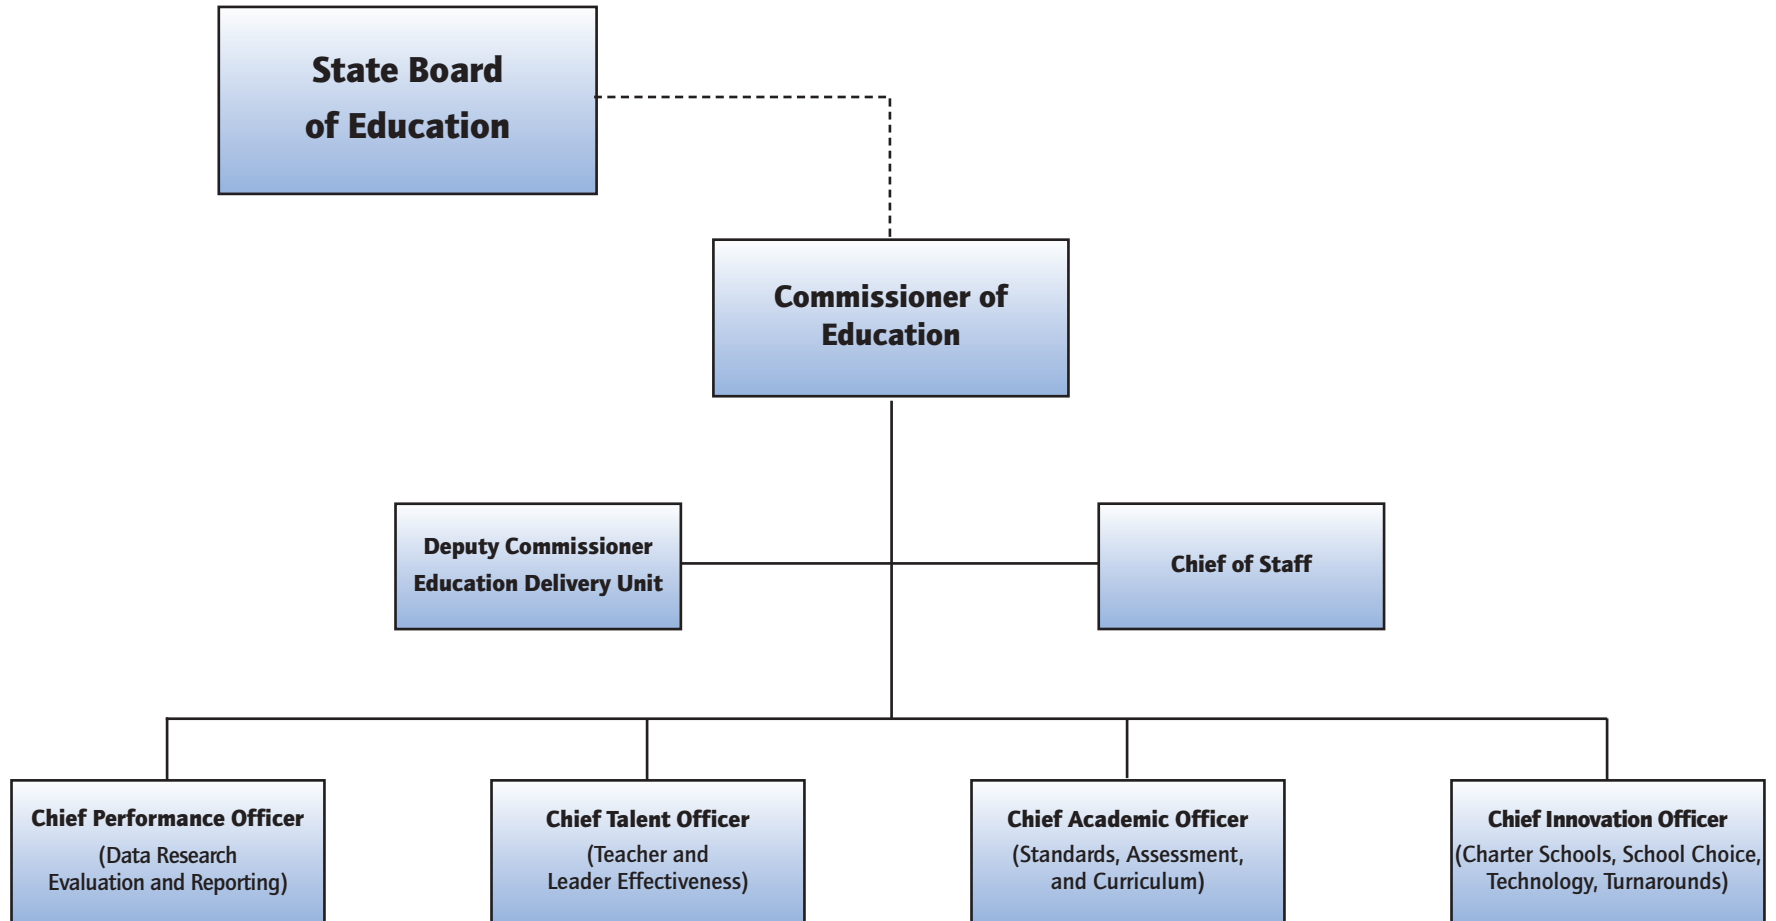 State Board
of Education
Commissioner of
Education
Deputy Commissioner
Education Delivery Unit
Chief of Staff
Chief Performance Officer
(Data Research
Evaluation and Reporting)
Chief Talent Officer
(Teacher and
Leader Effectiveness)
Chief Academic Officer
(Standards, Assessment,
and Curriculum)
Chief Innovation Officer
(Charter Schools, School Choice,
Technology, Turnarounds)